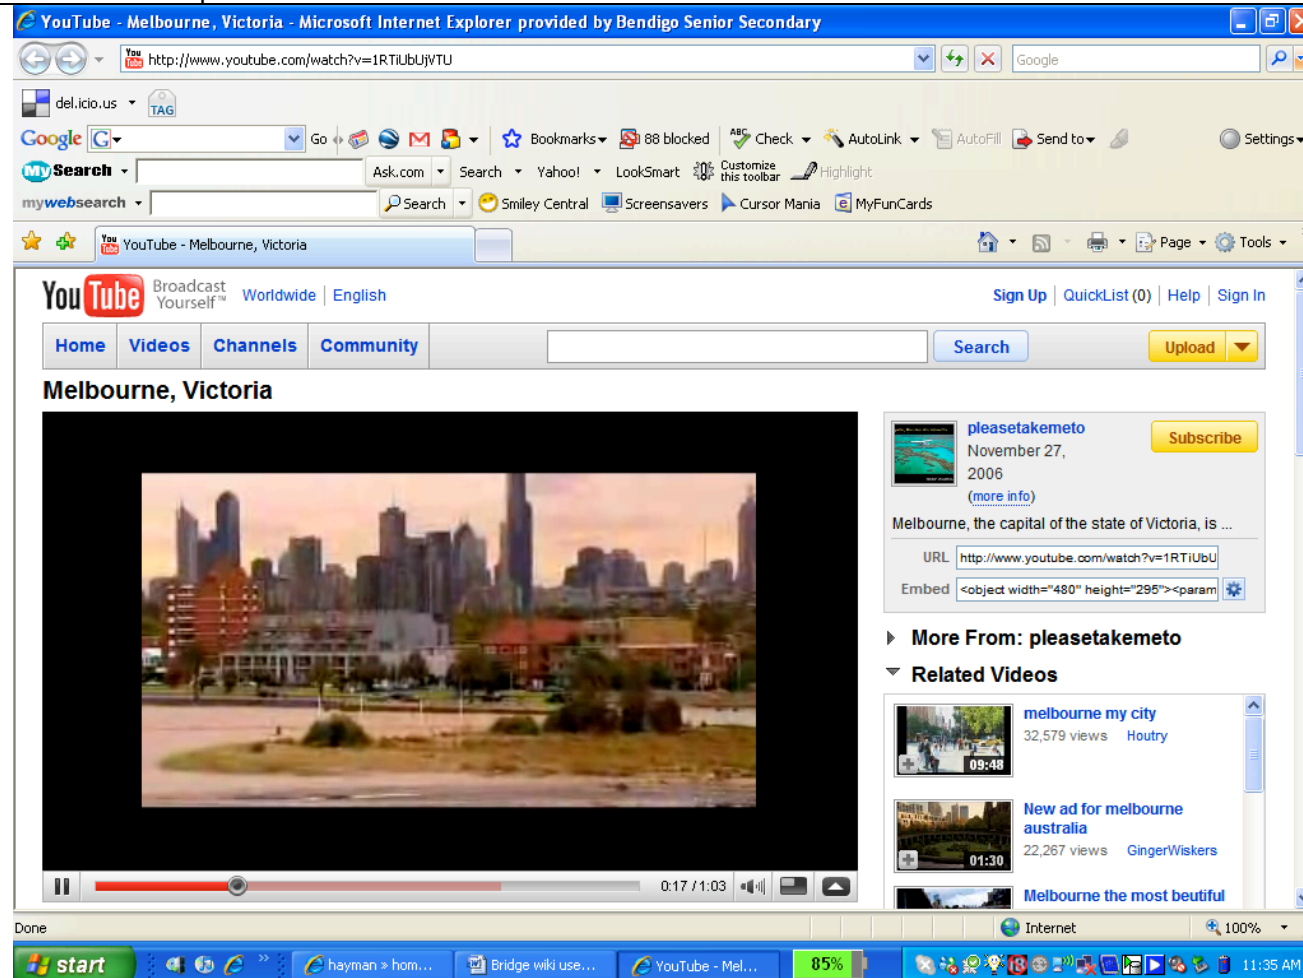 YouTube - Melbourne, Victoria - Microsoft Internet Explorer provided by Bendigo Senior Secondary
http://www.youtube.com/watch?v=1RTiUbUjVTU
Google
del.icio.us TAG
Google G Go Bookmarks 88 blocked ABC Check AutoLink AutoFill Send to Settings
My Search Ask.com Search Yahoo! LookSmart Customize this toolbar Highlight
mywebsearch Search Smiley Central Screensavers Cursor Mania MyFunCards
YouTube - Melbourne, Victoria Page Tools
YouTube Broadcast Yourself™ Worldwide | English Sign Up | QuickList (0) | Help | Sign In
Home Videos Channels Community Search Upload
Melbourne, Victoria
pleasetakemeto
November 27,
2006
(more info)
Subscribe
Melbourne, the capital of the state of Victoria, is ...
URL http://www.youtube.com/watch?v=1RTiUbU
Embed <object width="480" height="295"><param
More From: pleasetakemeto
Related Videos
melbourne my city
32,579 views Houtry
09:48
New ad for melbourne
australia
22,267 views GingerWiskers
01:30
Melbourne the most beutiful
0:17 / 1:03
Done Internet 100%
start hayman » hom... Bridge wiki use... YouTube - Mel... 85% 11:35 AM